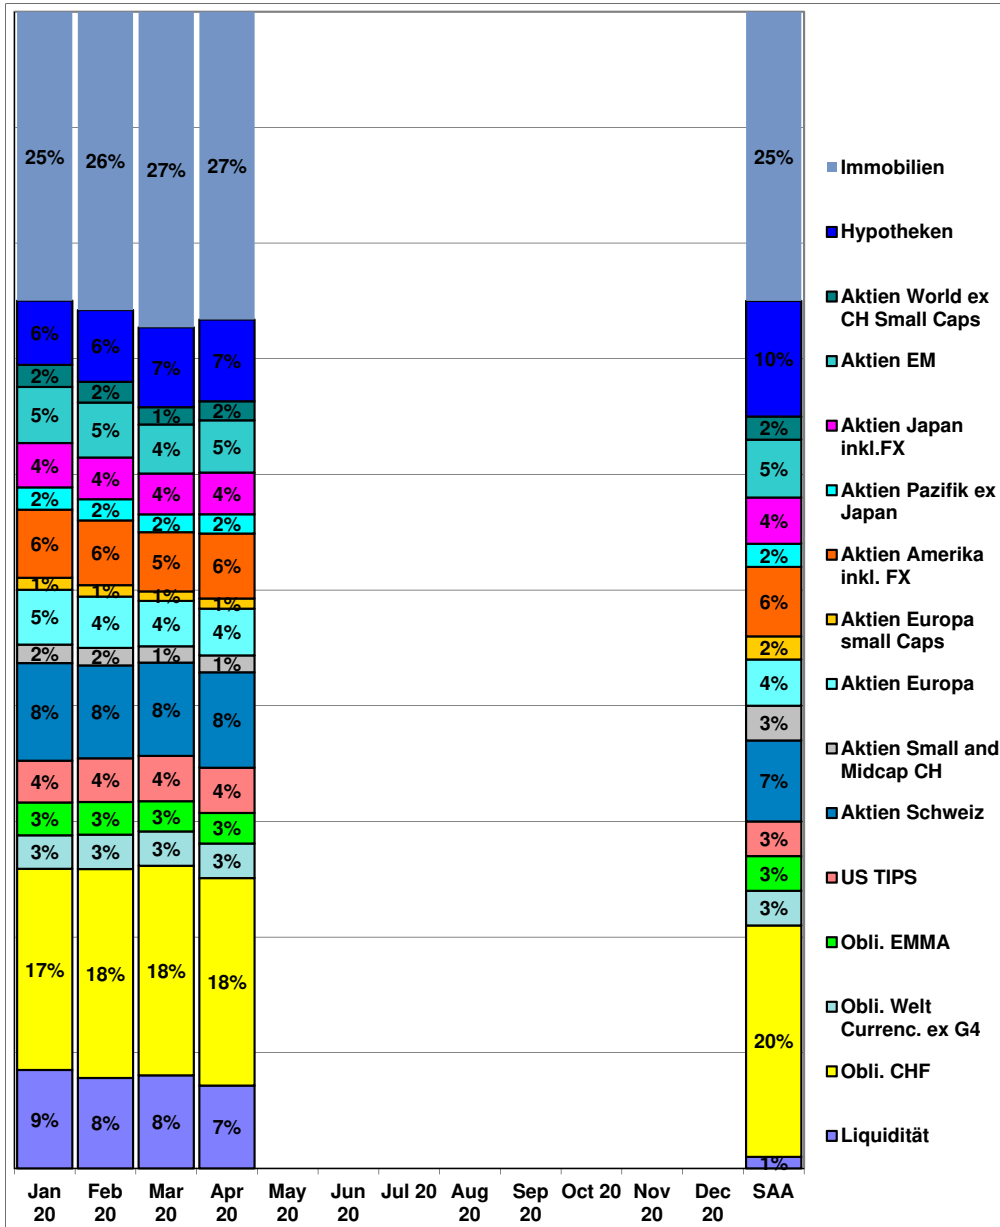 25%
26%
27%
27%
25%
6%
6%
7%
7%
10%
2%
2%
1%
2%
2%
5%
5%
4%
5%
5%
4%
4%
4%
4%
4%
2%
2%
2%
2%
2%
6%
6%
5%
6%
6%
1%
1%
1%
1%
2%
5%
4%
4%
4%
4%
2%
2%
1%
1%
3%
8%
8%
8%
8%
7%
4%
4%
4%
4%
3%
3%
3%
3%
3%
3%
3%
3%
3%
3%
3%
17%
18%
18%
18%
20%
9%
8%
8%
7%
1%
Immobilien
Hypotheken
Aktien World ex
CH Small Caps
Aktien EM
Aktien Japan
inkl.FX
Aktien Pazifik ex
Japan
Aktien Amerika
inkl. FX
Aktien Europa
small Caps
Aktien Europa
Aktien Small and
Midcap CH
Aktien Schweiz
US TIPS
Obli. EMMA
Obli. Welt
Currenc. ex G4
Obli. CHF
Liquidität
Jan
20
Feb
20
Mar
20
Apr
20
May
20
Jun
20
Jul 20
Aug
20
Sep
20
Oct 20
Nov
20
Dec
20
SAA